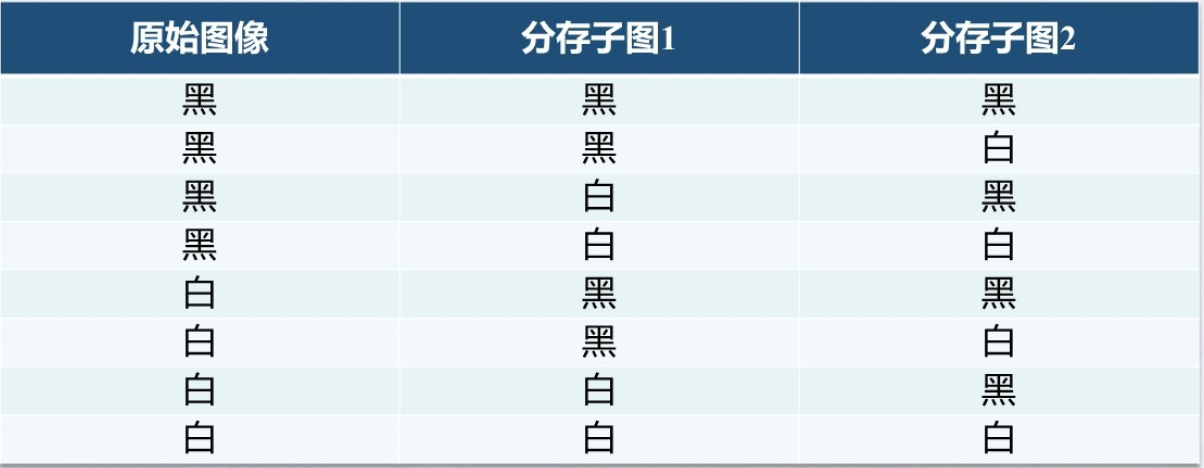 原始图像 分存子图1 分存子图2
黑 黑 黑
黑 黑 白
黑 白 黑
黑 白 白
白 黑 黑
白 黑 白
白 白 黑
白 白 白